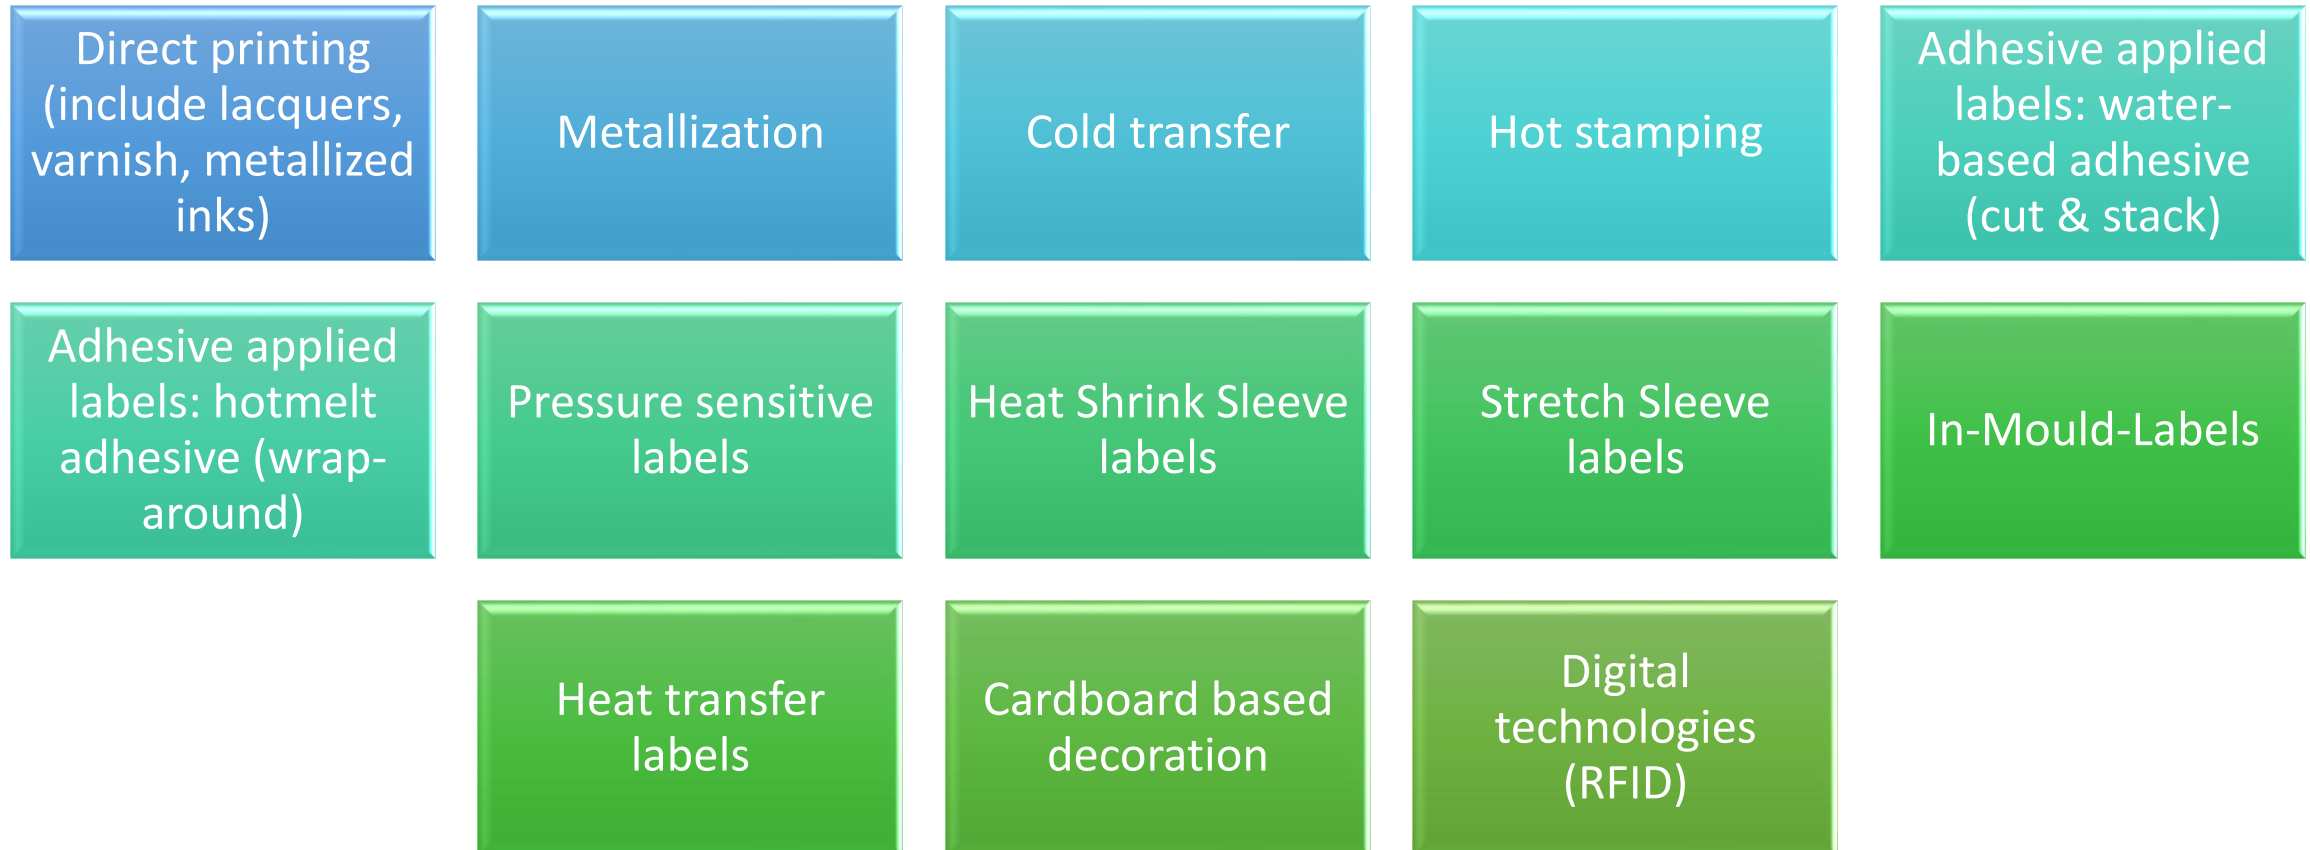 Direct printing
(include lacquers,
varnish, metallized
inks)
Metallization
Cold transfer
Hot stamping
Adhesive applied
labels: water-
based adhesive
(cut & stack)
Adhesive applied
labels: hotmelt
adhesive (wrap-
around)
Pressure sensitive
labels
Heat Shrink Sleeve
labels
Stretch Sleeve
labels
In-Mould-Labels
Heat transfer
labels
Cardboard based
decoration
Digital
technologies
(RFID)